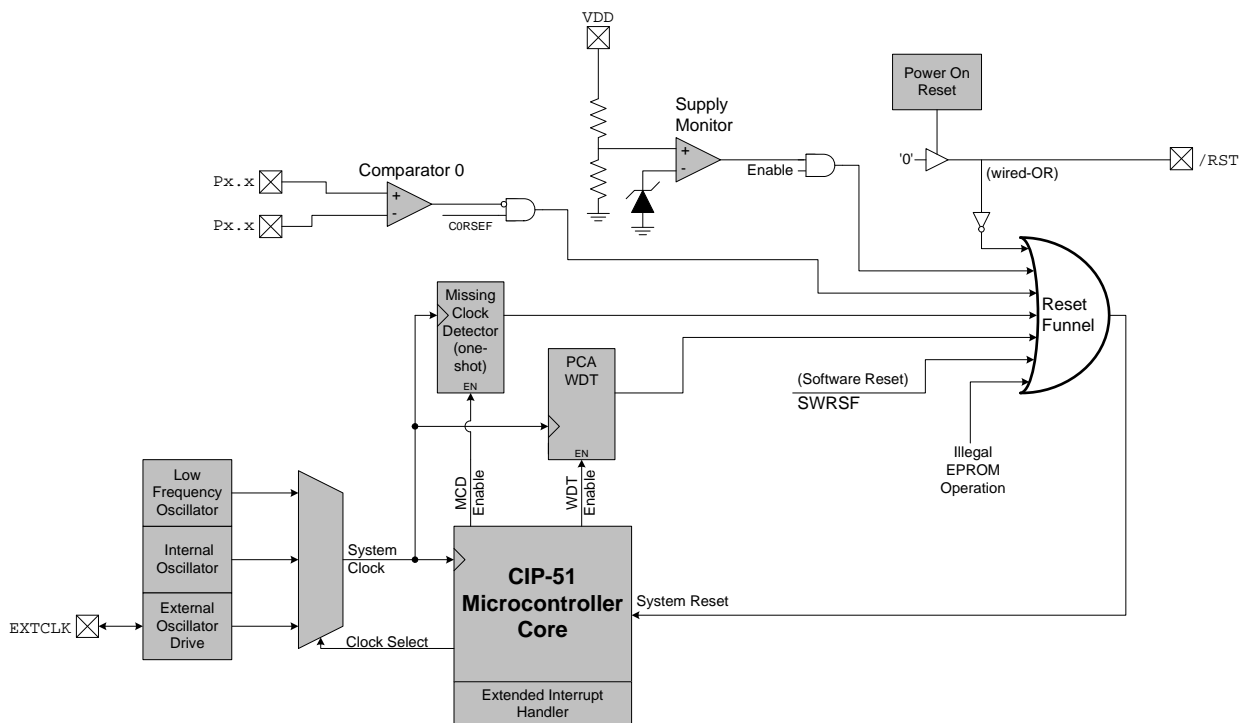 VDD
Power On
Reset
Supply
Monitor
+
-
Enable
'0'
(wired-OR)
/RST
Comparator 0
Px.x
+
Px.x
-
C0RSEF
Missing
Clock
Detector
(one-
shot)
EN
PCA
WDT
EN
Reset
Funnel
(Software Reset)
SWRSF
Illegal
EPROM
Operation
MCD
Enable
WDT
Enable
Low
Frequency
Oscillator
Internal
Oscillator
External
Oscillator
Drive
EXTCLK
System
Clock
Clock Select
CIP-51
Microcontroller
Core
System Reset
Extended Interrupt
Handler